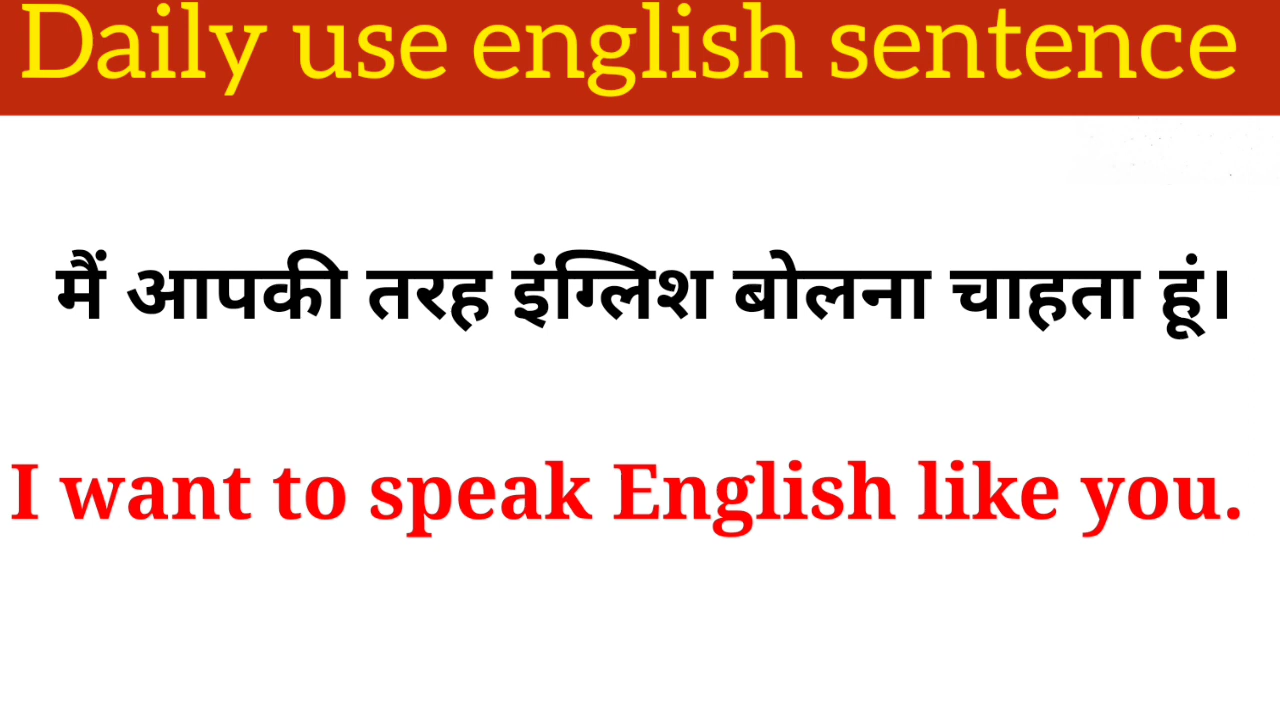 Daily use english sentence
मैं आपकी तरह इंग्लिश बोलना चाहता हूं।
I want to speak English like you.